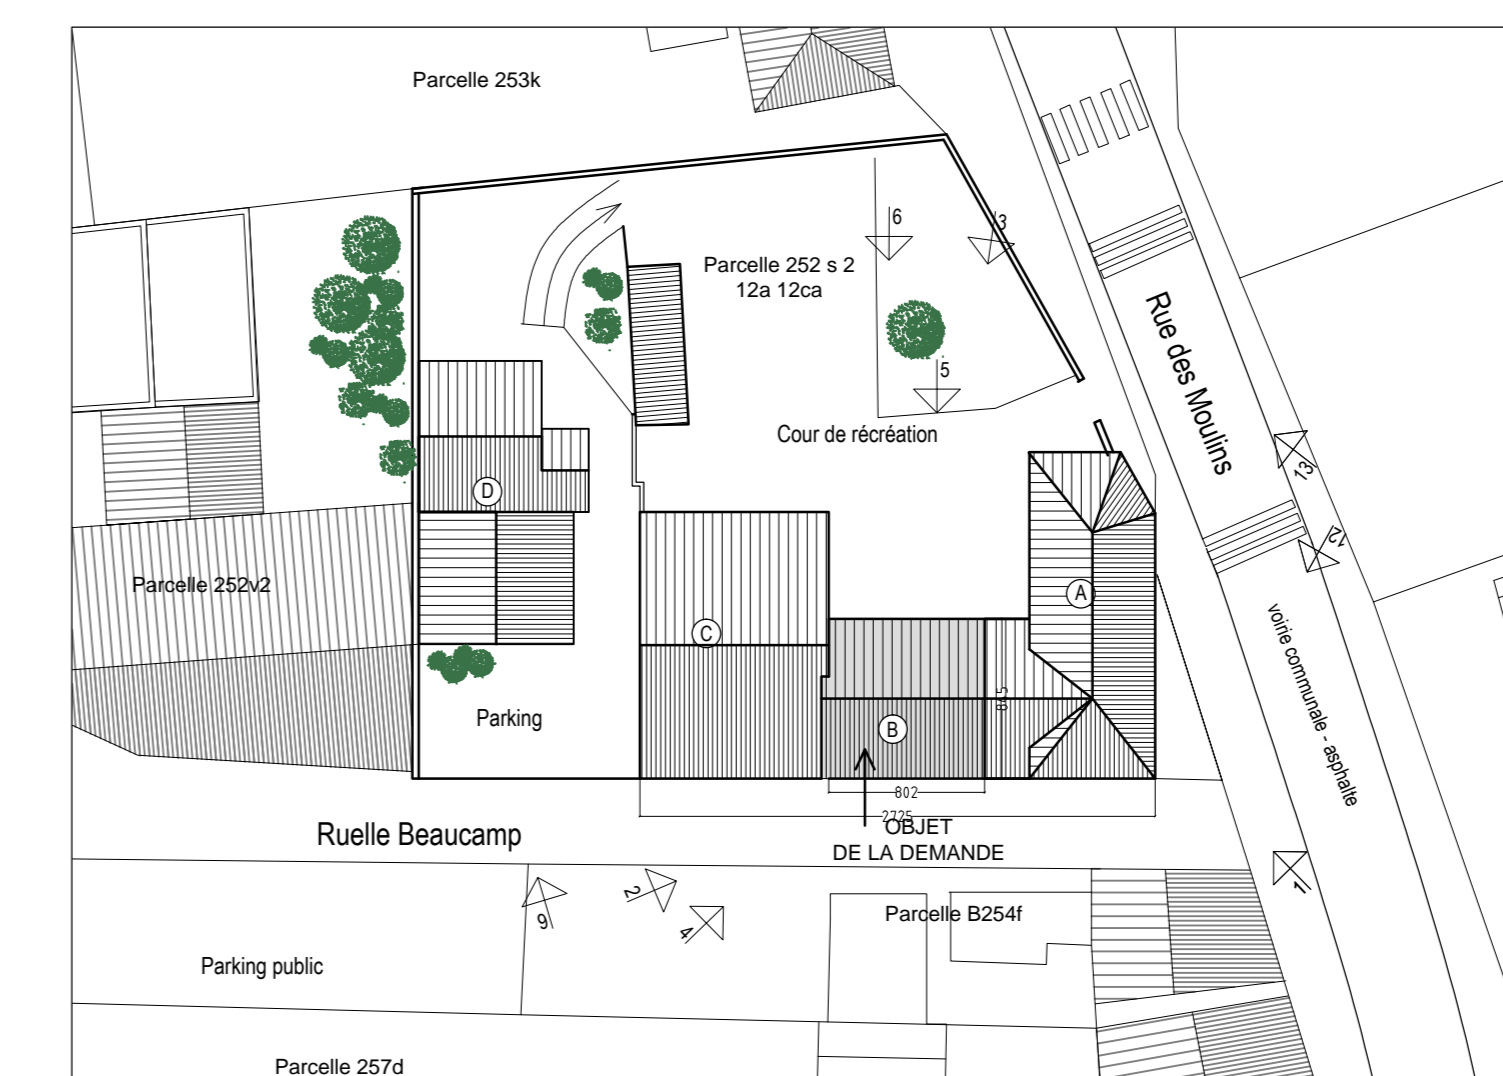 Parcelle 253k
6
3
Parcelle 252 s 2
12a 12ca
5
Rue des Moulins
Cour de récréation
13
12
D
Parcelle 252v2
A
C
voirie communale - asphalte
845
Parking
B
802
2725
OBJET
DE LA DEMANDE
Ruelle Beaucamp
1
2
9
4
Parcelle B254f
Parking public
Parcelle 257d